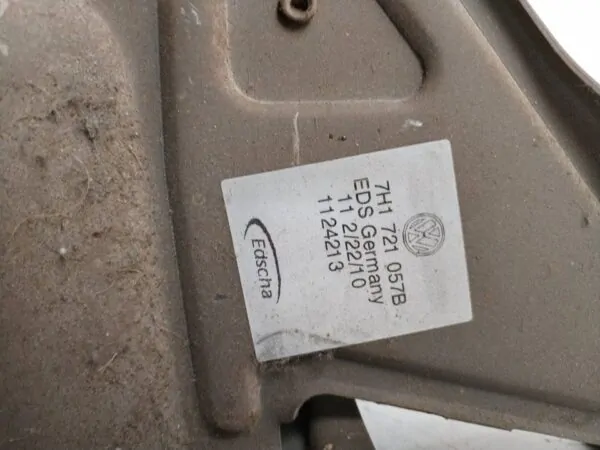 7H1 721 057B
EDS Germany
11 2/22/10
1124213
Edscha